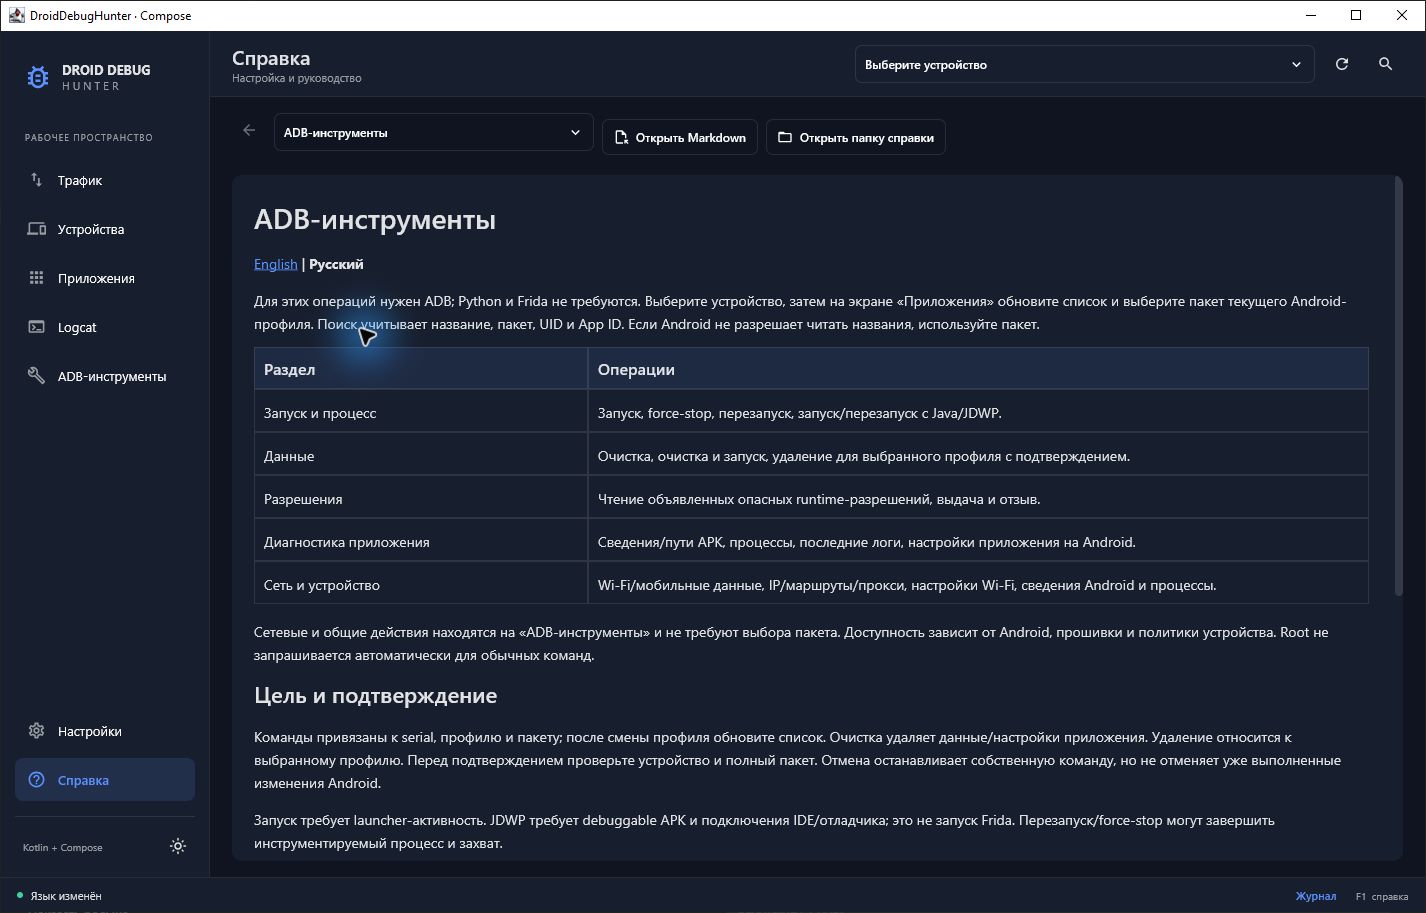 DroidDebugHunter · Compose
DROID DEBUG
HUNTER
РАБОЧЕЕ ПРОСТРАНСТВО
Трафик
Устройства
Приложения
Logcat
ADB-инструменты
Настройки
Справка
Kotlin + Compose
Справка
Настройка и руководство
Выберите устройство
ADB-инструменты
Открыть Markdown
Открыть папку справки
ADB-инструменты
English | Русский
Для этих операций нужен ADB; Python и Frida не требуются. Выберите устройство, затем на экране «Приложения» обновите список и выберите пакет текущего Android-
профиля. Поиск учитывает название, пакет, UID и App ID. Если Android не разрешает читать названия, используйте пакет.
Раздел Операции
Запуск и процесс Запуск, force-stop, перезапуск, запуск/перезапуск с Java/JDWP.
Данные Очистка, очистка и запуск, удаление для выбранного профиля с подтверждением.
Разрешения Чтение объявленных опасных runtime-разрешений, выдача и отзыв.
Диагностика приложения Сведения/пути APK, процессы, последние логи, настройки приложения на Android.
Сеть и устройство Wi-Fi/мобильные данные, IP/маршруты/прокси, настройки Wi-Fi, сведения Android и процессы.
Сетевые и общие действия находятся на «ADB-инструменты» и не требуют выбора пакета. Доступность зависит от Android, прошивки и политики устройства. Root не
запрашивается автоматически для обычных команд.
Цель и подтверждение
Команды привязаны к serial, профилю и пакету; после смены профиля обновите список. Очистка удаляет данные/настройки приложения. Удаление относится к
выбранному профилю. Перед подтверждением проверьте устройство и полный пакет. Отмена останавливает собственную команду, но не отменяет уже выполненные
изменения Android.
Запуск требует launcher-активность. JDWP требует debuggable APK и подключения IDE/отладчика; это не запуск Frida. Перезапуск/force-stop могут завершить
инструментируемый процесс и захват.
Язык изменён
Журнал
F1 справка